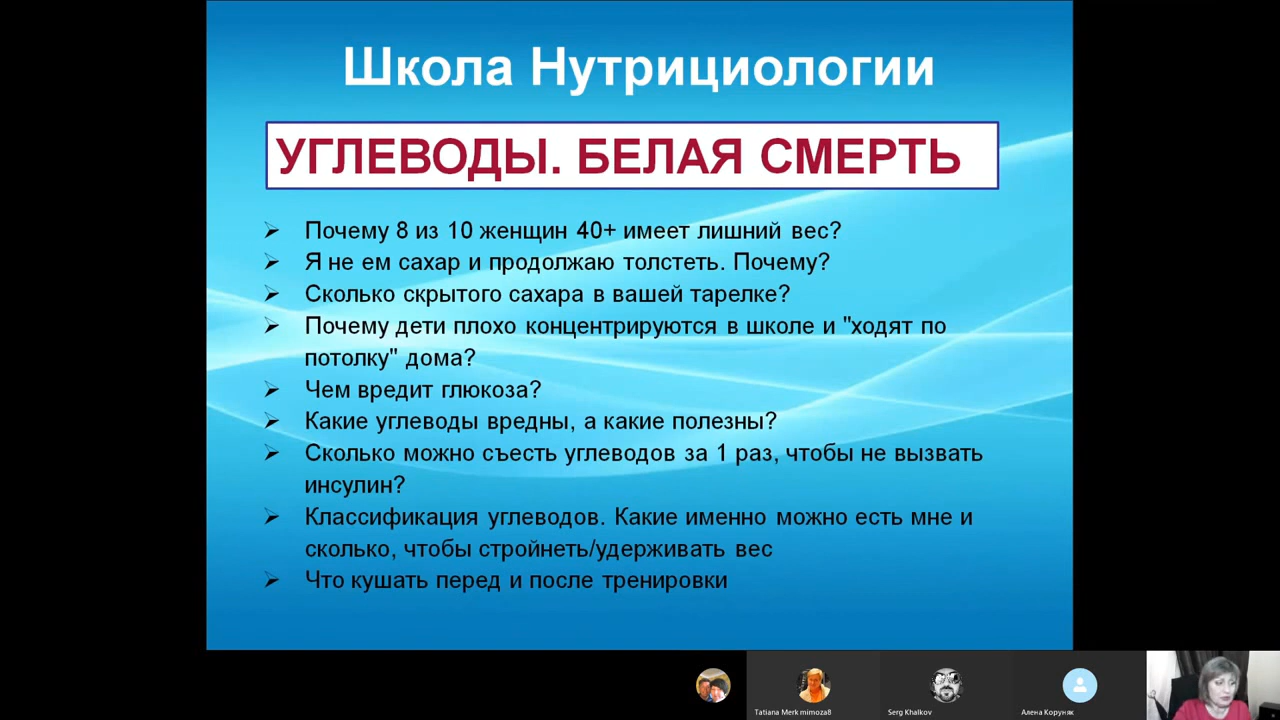 Школа Нутрициологии
УГЛЕВОДЫ. БЕЛАЯ СМЕРТЬ
Почему 8 из 10 женщин 40+ имеет лишний вес?
Я не ем сахар и продолжаю толстеть. Почему?
Сколько скрытого сахара в вашей тарелке?
Почему дети плохо концентрируются в школе и "ходят по
потолку" дома?
Чем вредит глюкоза?
Какие углеводы вредны, а какие полезны?
Сколько можно съесть углеводов за 1 раз, чтобы не вызвать
инсулин?
Классификация углеводов. Какие именно можно есть мне и
сколько, чтобы стройнеть/удерживать вес
Что кушать перед и после тренировки
Tatiana Merk mimoza8
Serg Khalkov
Алена Коруняк